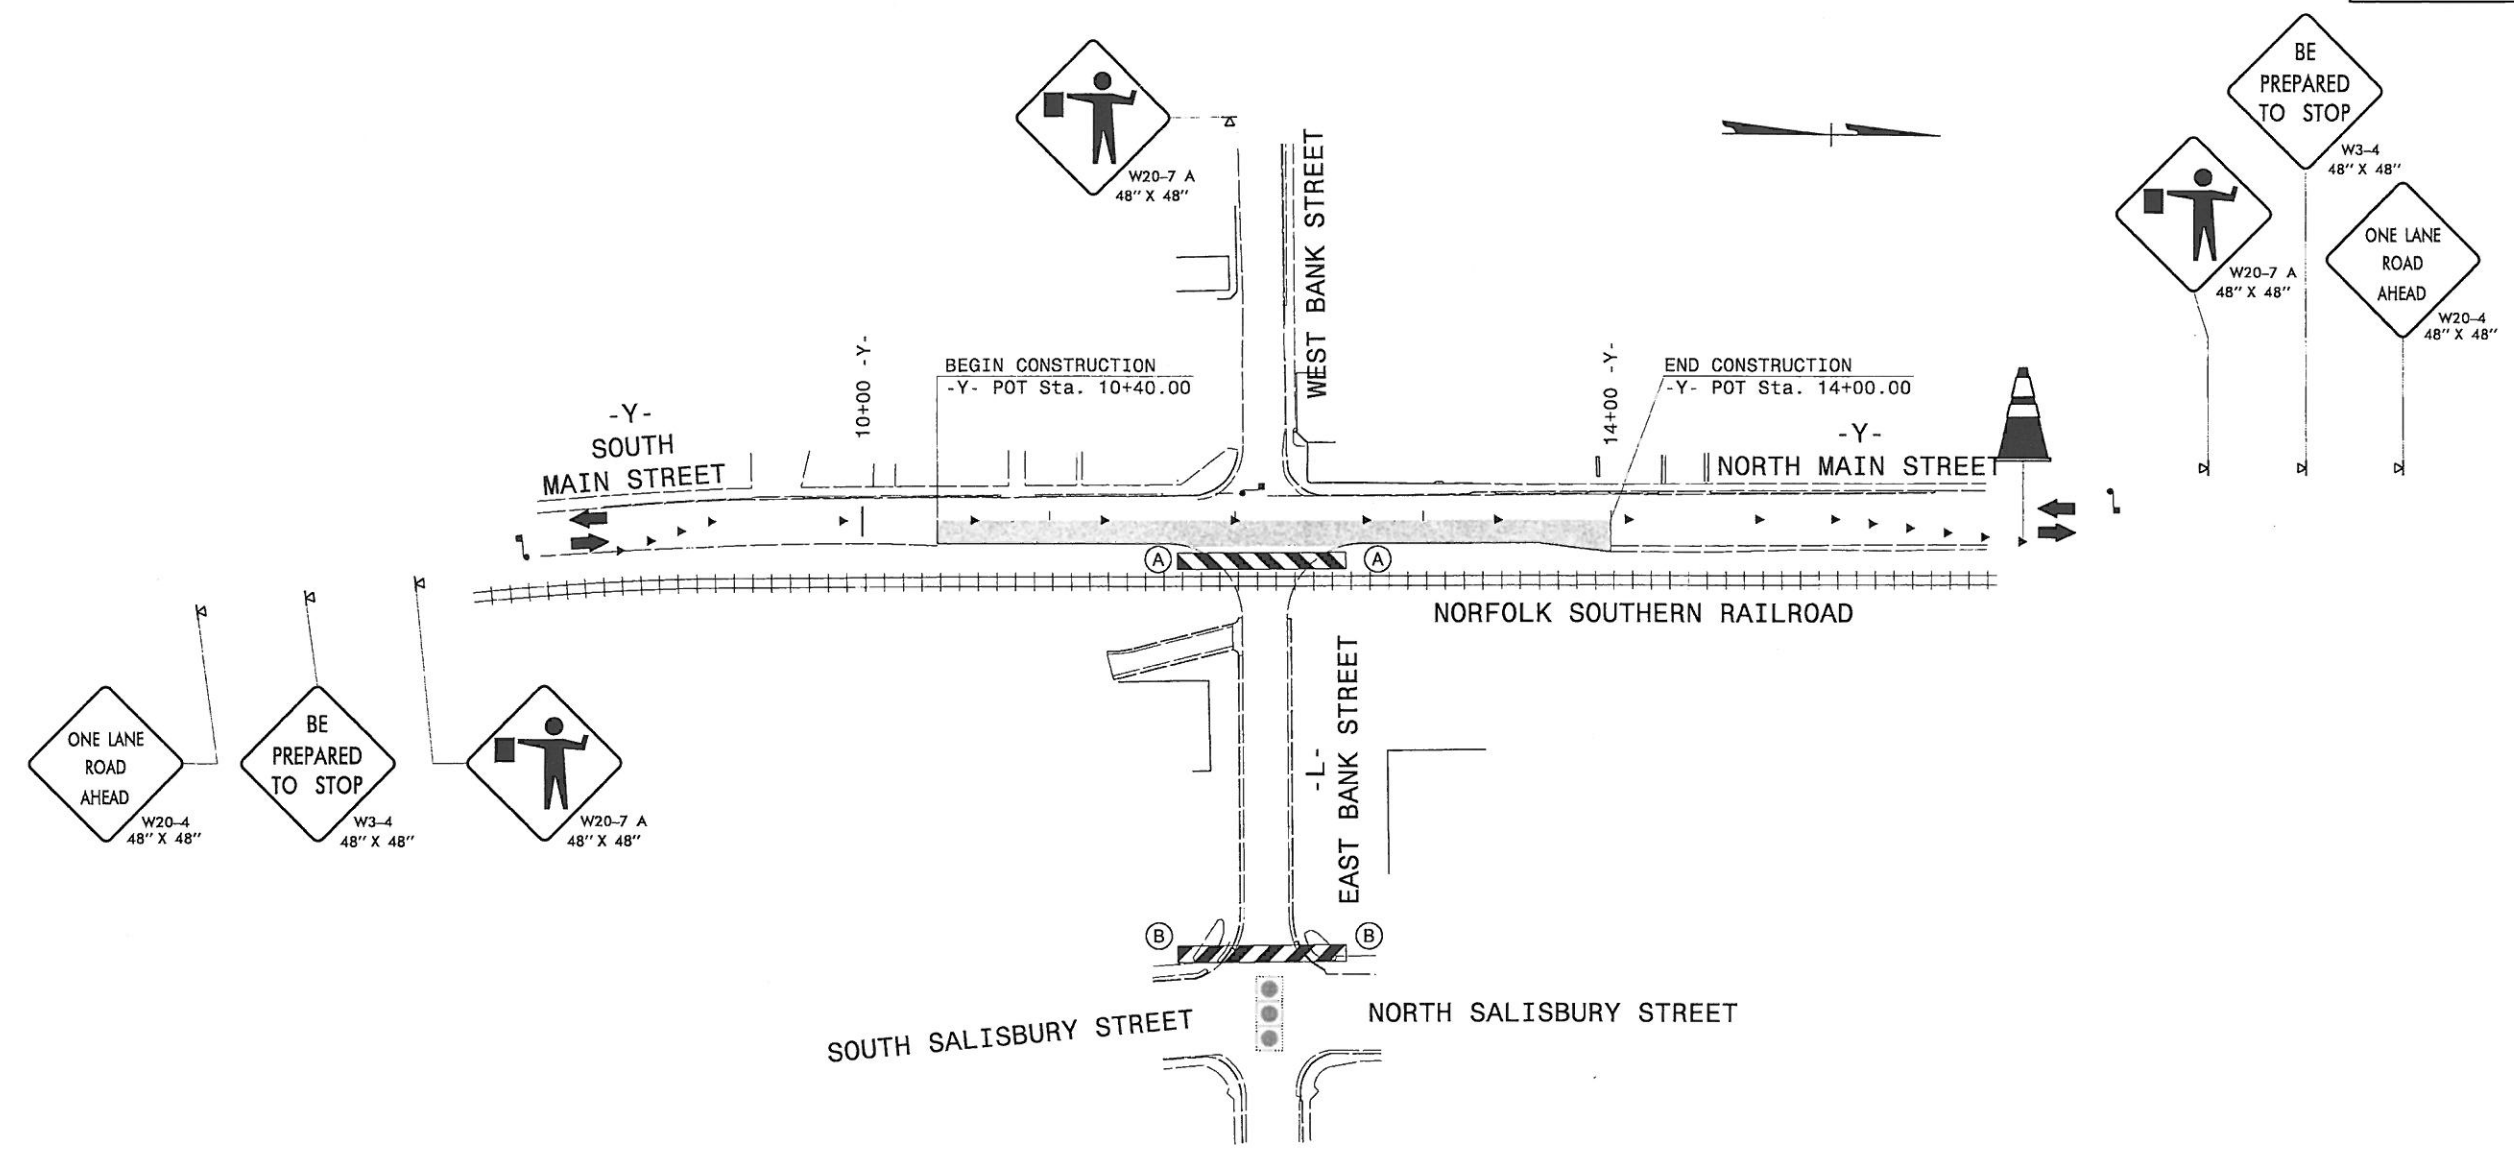 BE
PREPARED
TO STOP
W3-4
48" X 48"
W20-7 A
48" X 48"
ONE LANE
ROAD
AHEAD
W20-4
48" X 48"
W20-7 A
48" X 48"
WEST BANK STREET
10+00 -Y-
BEGIN CONSTRUCTION
-Y- POT Sta. 10+40.00
14+00 -Y-
END CONSTRUCTION
-Y- POT Sta. 14+00.00
-Y-
SOUTH
MAIN STREET
-Y-
NORTH MAIN STREET
A
A
NORFOLK SOUTHERN RAILROAD
-L-
EAST BANK STREET
ONE LANE
ROAD
AHEAD
W20-4
48" X 48"
BE
PREPARED
TO STOP
W3-4
48" X 48"
W20-7 A
48" X 48"
B
B
SOUTH SALISBURY STREET
NORTH SALISBURY STREET